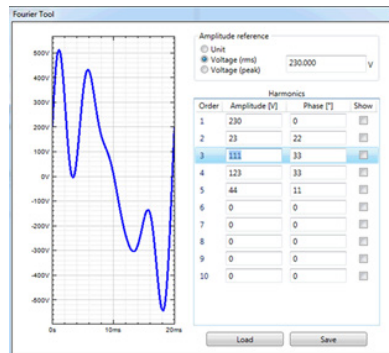 Fourier Tool
500V
400V
300V
200V
100V
0V
-100V
-200V
-300V
-400V
-500V
0s 10ms 20ms
Amplitude reference
Unit
Voltage (rms) 230.000 V
Voltage (peak)
Harmonics
Order Amplitude [V] Phase [°] Show
1 230 0
2 23 22
3 111 33
4 123 33
5 44 11
6 0 0
7 0 0
8 0 0
9 0 0
10 0 0
Load Save